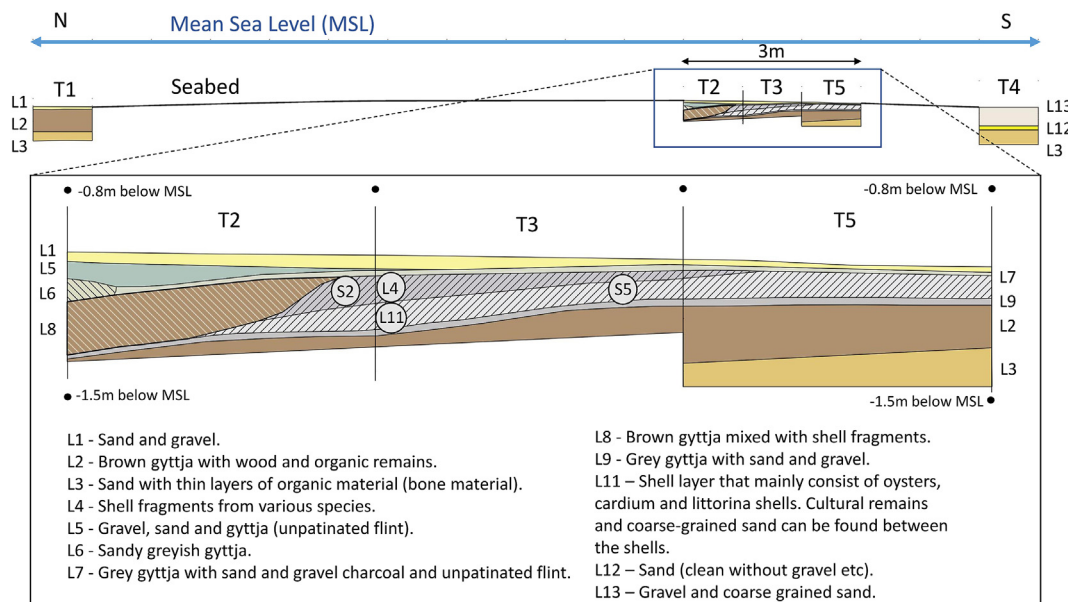 N
Mean Sea Level (MSL)
S
3m
T1
Seabed
T2
T3
T5
T4
L1
L2
L3
L13
L12
L3
-0.8m below MSL
-0.8m below MSL
T2
T3
T5
L1
L5
L6
L8
S2
L4
L11
S5
L7
L9
L2
L3
-1.5m below MSL
-1.5m below MSL
L1 - Sand and gravel.
L2 - Brown gyttja with wood and organic remains.
L3 - Sand with thin layers of organic material (bone material).
L4 - Shell fragments from various species.
L5 - Gravel, sand and gyttja (unpatinated flint).
L6 - Sandy greyish gyttja.
L7 - Grey gyttja with sand and gravel charcoal and unpatinated flint.
L8 - Brown gyttja mixed with shell fragments.
L9 - Grey gyttja with sand and gravel.
L11 – Shell layer that mainly consist of oysters,
cardium and littorina shells. Cultural remains
and coarse-grained sand can be found between
the shells.
L12 – Sand (clean without gravel etc).
L13 – Gravel and coarse grained sand.